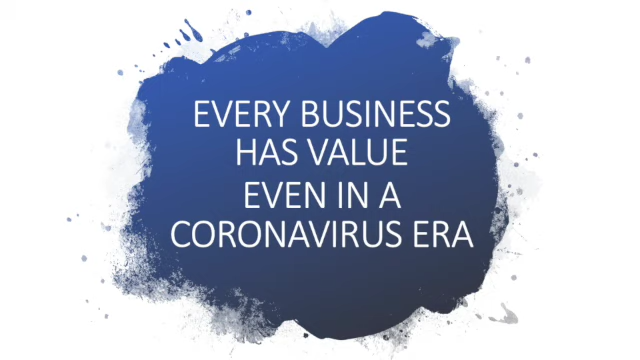 EVERY BUSINESS
HAS VALUE
EVEN IN A
CORONAVIRUS ERA